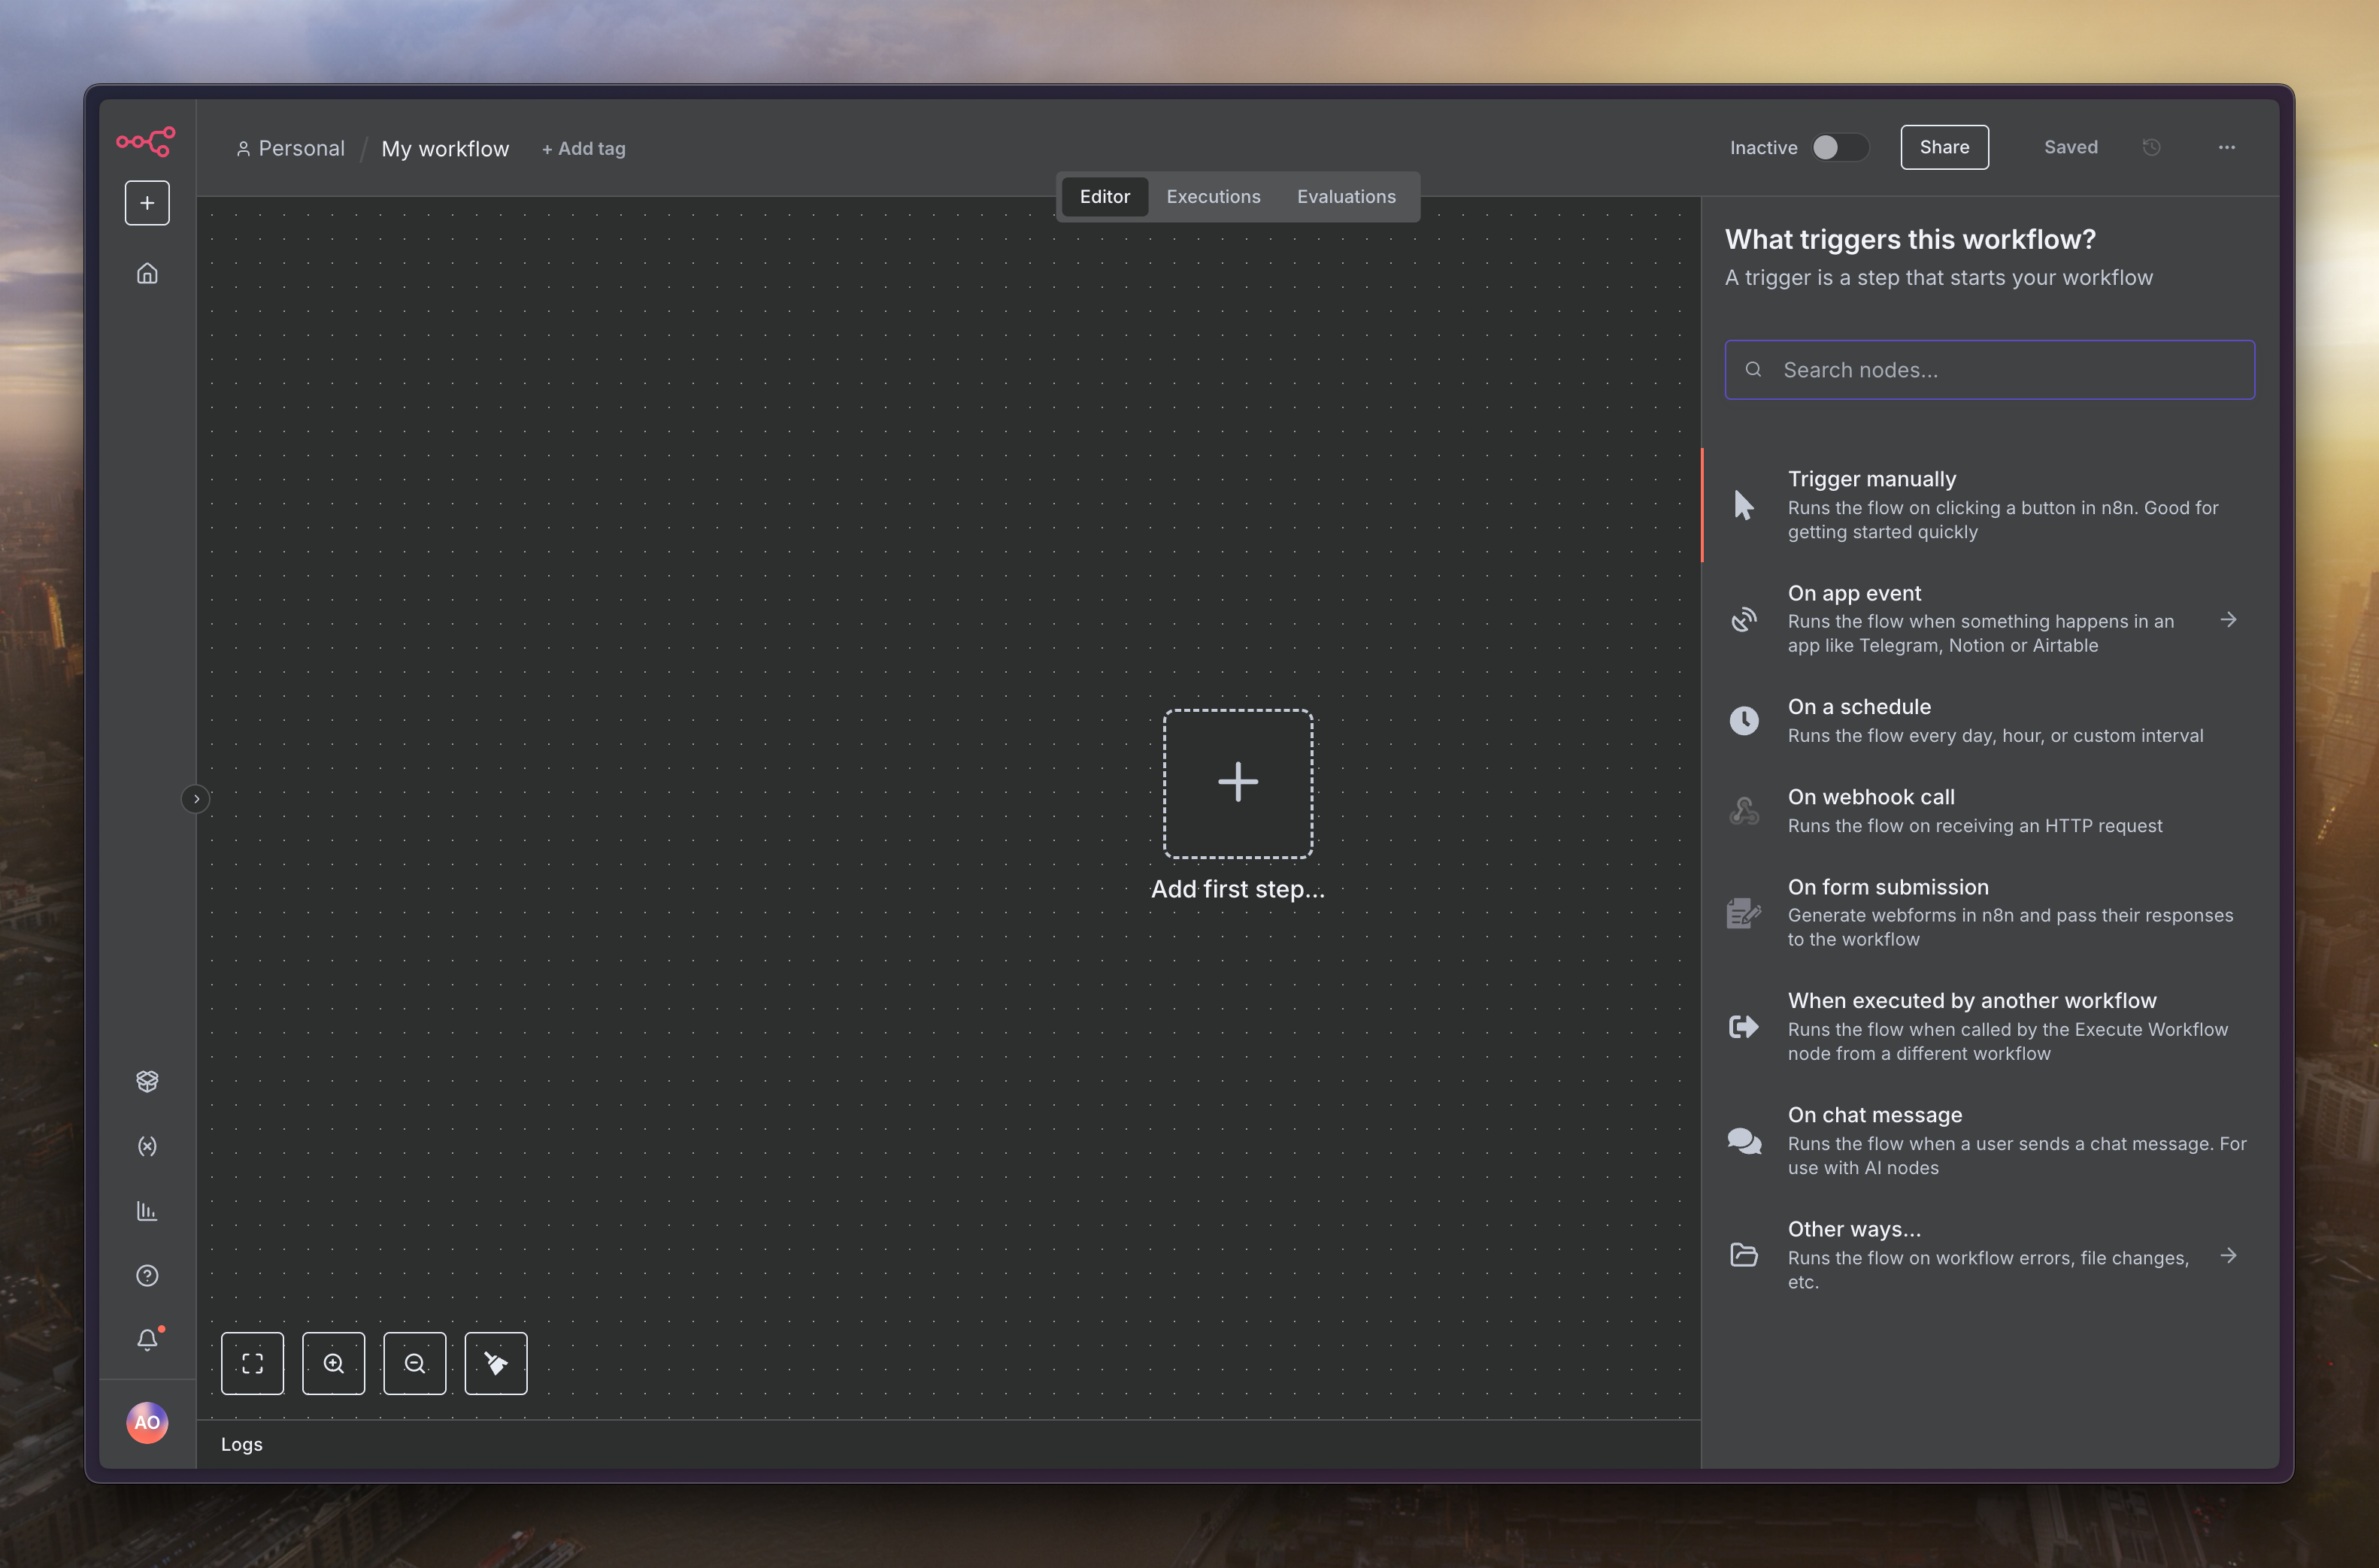 Personal / My workflow + Add tag
Inactive Share Saved
Editor Executions Evaluations
What triggers this workflow?
A trigger is a step that starts your workflow
Search nodes...
Trigger manually
Runs the flow on clicking a button in n8n. Good for
getting started quickly
On app event
Runs the flow when something happens in an
app like Telegram, Notion or Airtable
On a schedule
Runs the flow every day, hour, or custom interval
On webhook call
Runs the flow on receiving an HTTP request
On form submission
Generate webforms in n8n and pass their responses
to the workflow
When executed by another workflow
Runs the flow when called by the Execute Workflow
node from a different workflow
On chat message
Runs the flow when a user sends a chat message. For
use with AI nodes
Other ways...
Runs the flow on workflow errors, file changes,
etc.
Add first step...
AO
Logs